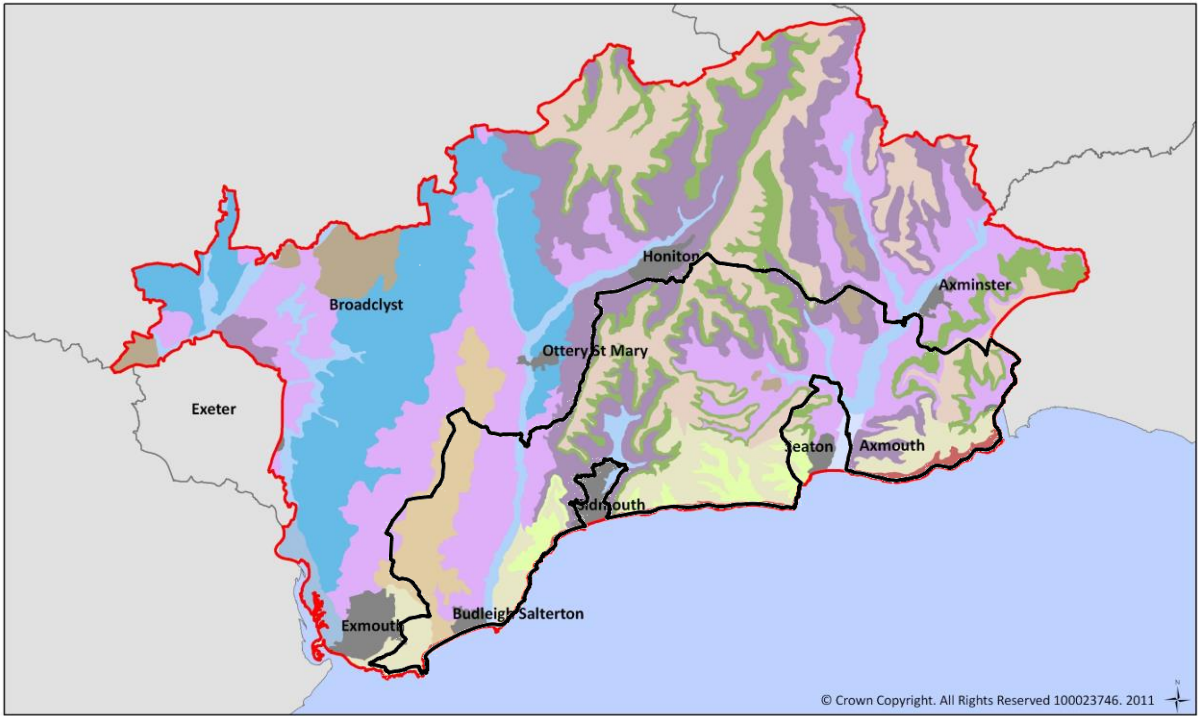 Honiton
Axminster
Broadclyst
Ottery St Mary
Exeter
Seaton
Axmouth
Sidmouth
Budleigh Salterton
Exmouth
N
© Crown Copyright. All Rights Reserved 100023746. 2011